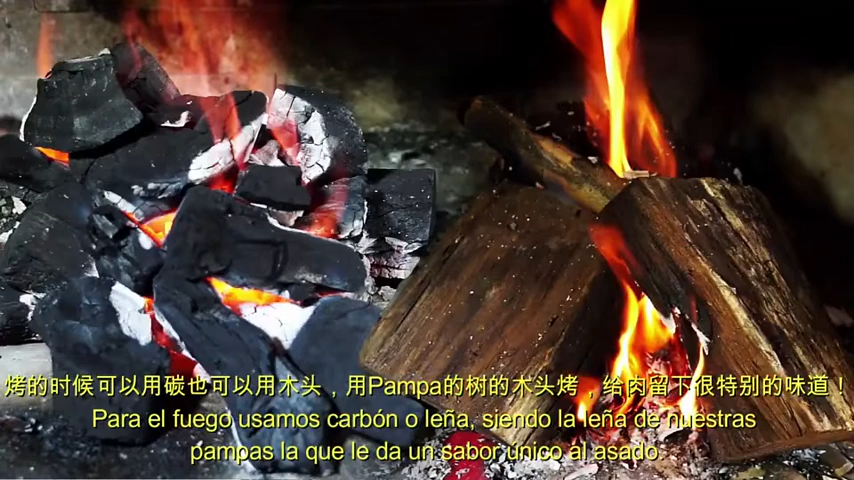 烤的时候可以用碳也可以用木头，用Pampa的树的木头烤，给肉留下很特别的味道！
Para el fuego usamos carbón o leña, siendo la leña de nuestras
pampas la que le da un sabor único al asado.